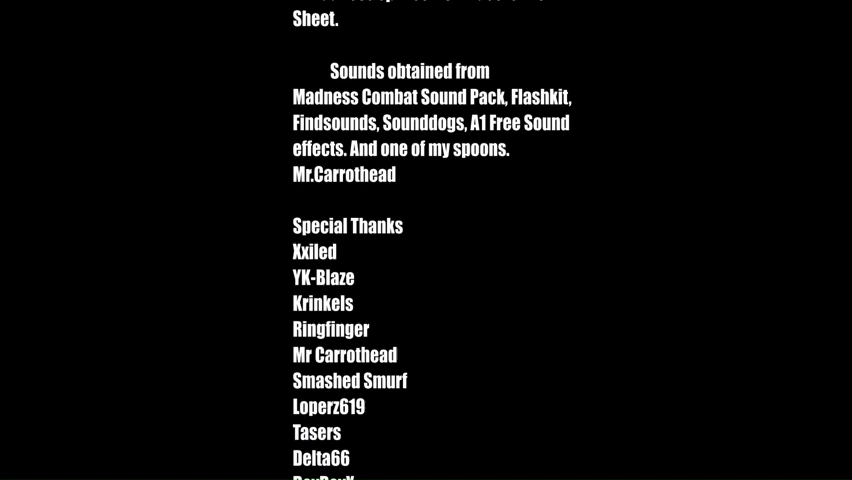 Sheet.
Sounds obtained from
Madness Combat Sound Pack, Flashkit,
Findsounds, Sounddogs, A1 Free Sound
effects. And one of my spoons.
Mr.Carrothead
Special Thanks
Xxiled
YK-Blaze
Krinkels
Ringfinger
Mr Carrothead
Smashed Smurf
Loperz619
Tasers
Delta66